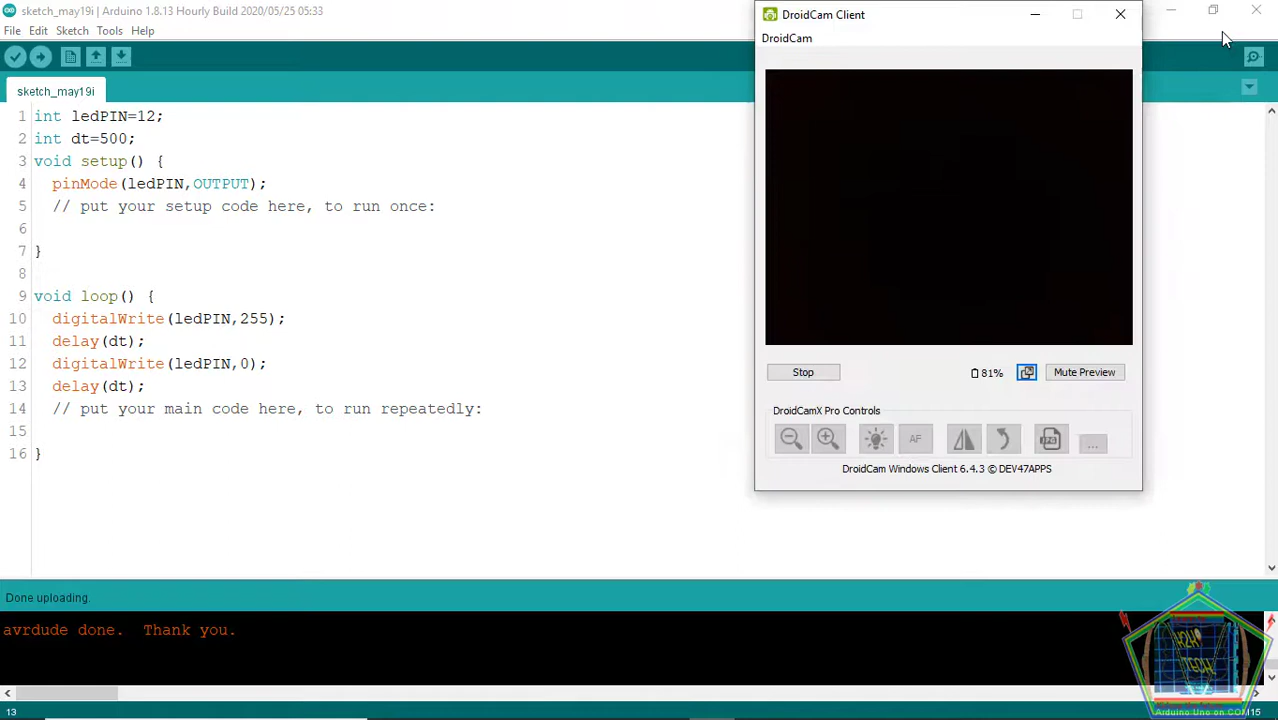 sketch_may19i | Arduino 1.8.13 Hourly Build 2020/05/25 05:33
File Edit Sketch Tools Help
sketch_may19i
1 int ledPIN=12;
2 int dt=500;
3 void setup() {
4 pinMode(ledPIN,OUTPUT);
5 // put your setup code here, to run once:
6
7 }
8
9 void loop() {
10 digitalWrite(ledPIN,255);
11 delay(dt);
12 digitalWrite(ledPIN,0);
13 delay(dt);
14 // put your main code here, to run repeatedly:
15
16 }
DroidCam Client
DroidCam
Stop
81%
Mute Preview
DroidCamX Pro Controls
AF
JPG
...
DroidCam Windows Client 6.4.3 © DEV47APPS
Done uploading.
avrdude done.  Thank you.
H2H
TECH
13
Arduino Uno on COM15